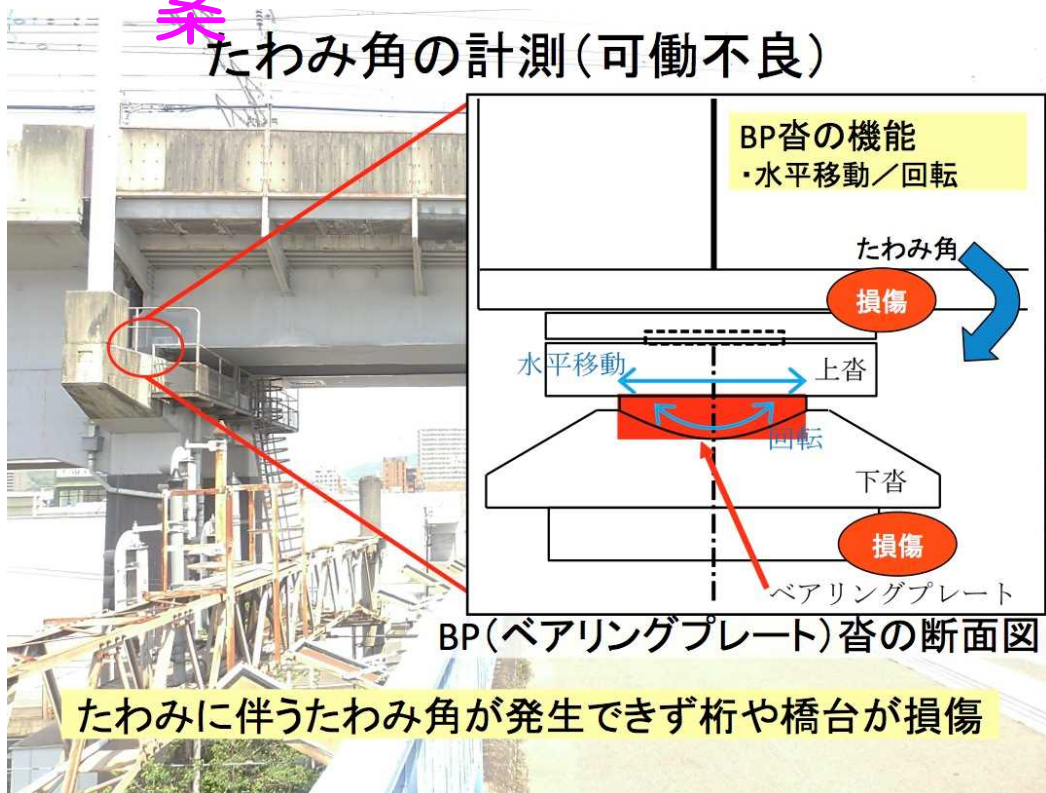 桑
たわみ角の計測(可働不良)
BP沓の機能
・水平移動／回転
たわみ角
損傷
水平移動
上沓
回転
下沓
損傷
ベアリングプレート
BP(ベアリングプレート)沓の断面図
たわみに伴うたわみ角が発生できず桁や橋台が損傷